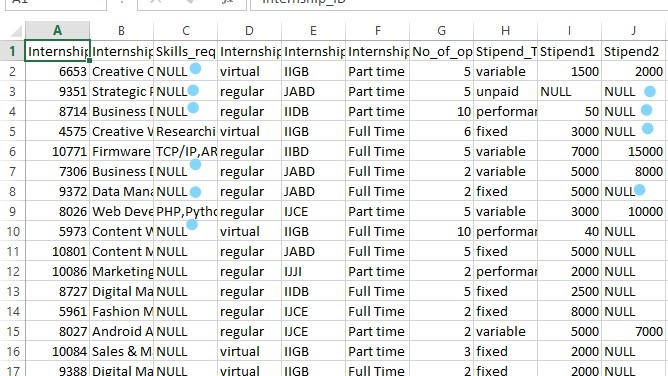 A B C D E F G H I J
1 Internship Internship Skills_req Internship Internship Internship No_of_op Stipend_T Stipend1 Stipend2
2 6653 Creative C NULL virtual IIGB Part time 5 variable 1500 2000
3 9351 Strategic NULL regular JABD Part time 5 unpaid NULL NULL
4 8714 Business D NULL regular IIDB Part time 10 performar 50 NULL
5 4575 Creative W Researchi virtual IIGB Full Time 6 fixed 3000 NULL
6 10771 Firmware TCP/IP,AR regular IIBD Full Time 5 variable 7000 15000
7 7306 Business D NULL regular JABD Full Time 2 variable 5000 8000
8 9372 Data Mana NULL regular JABD Full Time 2 fixed 5000 NULL
9 8026 Web Deve PHP,Pytho regular IJCE Part time 5 variable 3000 10000
10 5973 Content W NULL virtual IIGB Full Time 10 performar 40 NULL
11 10801 Content M NULL regular JABD Full Time 5 fixed 5000 NULL
12 10086 Marketing NULL regular IJJI Part time 2 performar 2000 NULL
13 8727 Digital Ma NULL regular IIDB Full Time 5 fixed 2500 NULL
14 5961 Fashion M NULL regular IJCE Full Time 2 fixed 8000 NULL
15 8027 Android A NULL regular IJCE Part time 2 variable 5000 7000
16 10084 Sales & M NULL virtual IIGB Part time 3 fixed 2000 NULL
17 9388 Digital Ma NULL virtual IIGB Full Time 2 fixed 2000 NULL